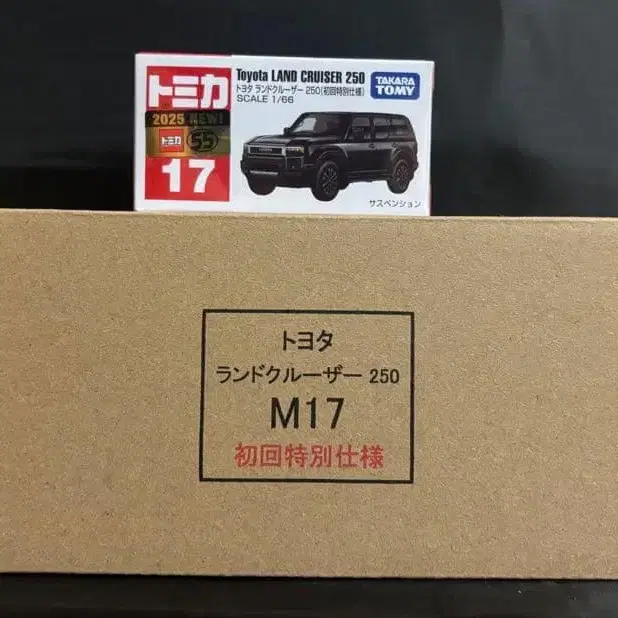 トミカ
2025 NEW!
トミカ 55
17
Toyota LAND CRUISER 250
トヨタ ランドクルーザー 250(初回特別仕様)
SCALE 1/66
TAKARA
TOMY
サスペンション
トヨタ
ランドクルーザー 250
M17
初回特別仕様